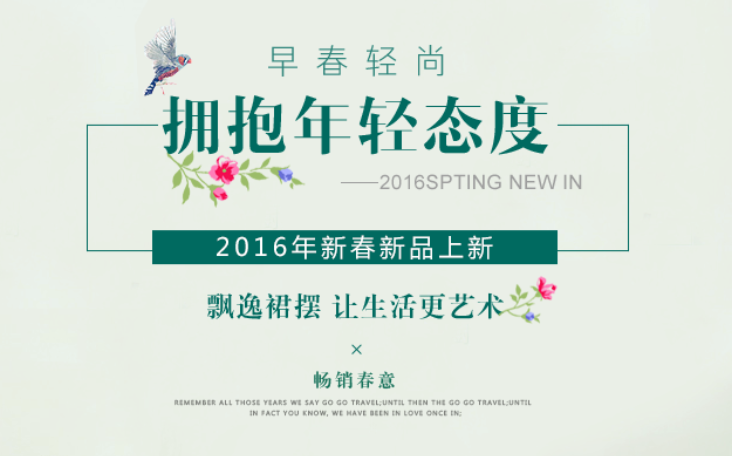 早春轻尚
拥抱年轻态度
——2016SPTING NEW IN
2016年新春新品上新
飘逸裙摆 让生活更艺术
×
畅销春意
REMEMBER ALL THOSE YEARS WE SAY GO GO TRAVEL;UNTIL THEN THE GO GO TRAVEL;UNTIL
IN FACT YOU KNOW, WE HAVE BEEN IN LOVE ONCE IN;